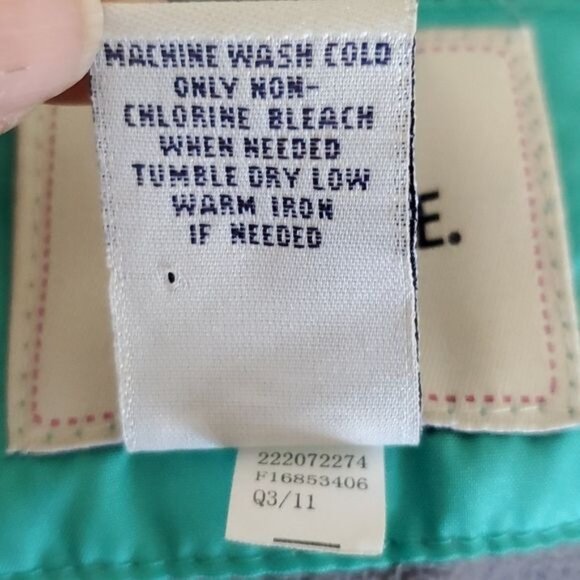 MACHINE WASH COLD
ONLY NON-
CHLORINE BLEACH
WHEN NEEDED
TUMBLE DRY LOW
WARM IRON
IF NEEDED
E.
222072274
F16853406
Q3/11